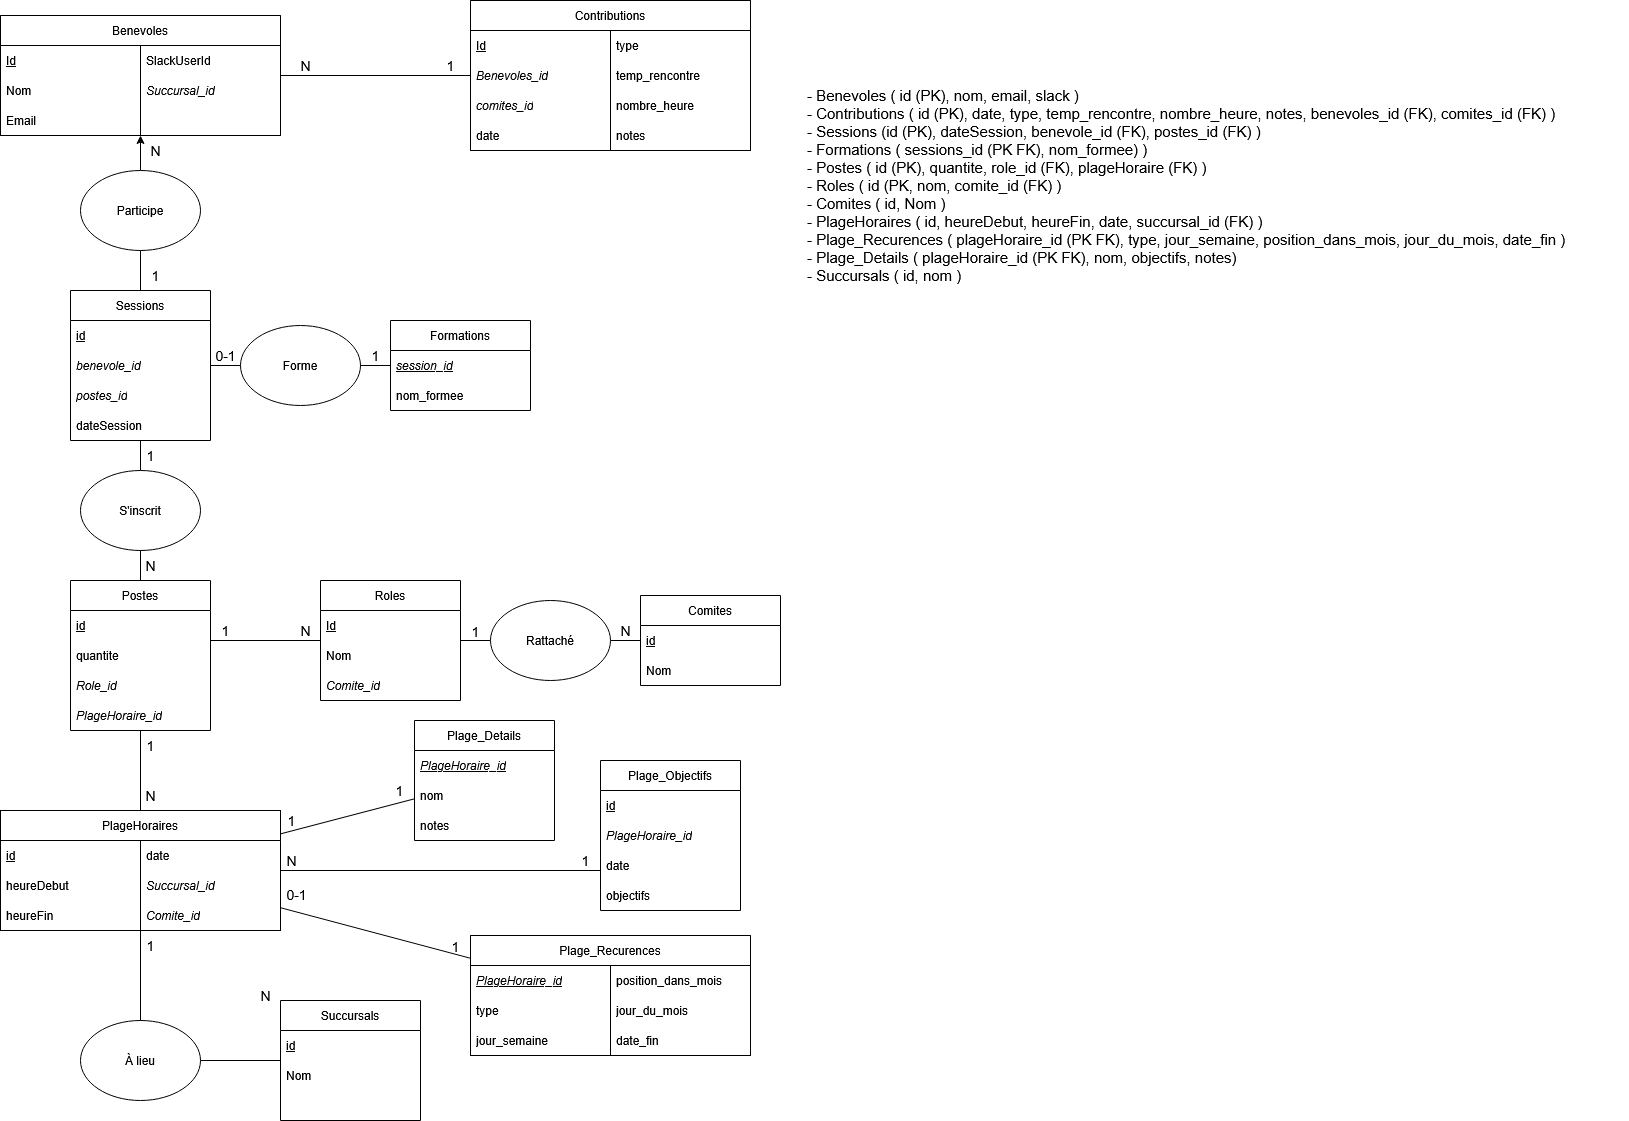 Benevoles
Id
SlackUserId
Nom
Succursal_id
Email
N
1
Contributions
Id
type
Benevoles_id
temp_rencontre
comites_id
nombre_heure
date
notes
- Benevoles ( id (PK), nom, email, slack )
- Contributions ( id (PK), date, type, temp_rencontre, nombre_heure, notes, benevoles_id (FK), comites_id (FK) )
- Sessions (id (PK), dateSession, benevole_id (FK), postes_id (FK) )
- Formations ( sessions_id (PK FK), nom_formee) )
- Postes ( id (PK), quantite, role_id (FK), plageHoraire (FK) )
- Roles ( id (PK, nom, comite_id (FK) )
- Comites ( id, Nom )
- PlageHoraires ( id, heureDebut, heureFin, date, succursal_id (FK) )
- Plage_Recurences ( plageHoraire_id (PK FK), type, jour_semaine, position_dans_mois, jour_du_mois, date_fin )
- Plage_Details ( plageHoraire_id (PK FK), nom, objectifs, notes)
- Succursals ( id, nom )
N
Participe
1
Sessions
id
benevole_id
postes_id
dateSession
0-1
Forme
1
Formations
session_id
nom_formee
1
S'inscrit
N
Postes
id
quantite
Role_id
PlageHoraire_id
1
N
Roles
Id
Nom
Comite_id
1
Rattaché
N
Comites
id
Nom
1
N
Plage_Details
PlageHoraire_id
nom
notes
1
1
Plage_Objectifs
id
PlageHoraire_id
date
objectifs
N
1
PlageHoraires
id
date
heureDebut
Succursal_id
heureFin
Comite_id
0-1
1
Plage_Recurences
PlageHoraire_id
position_dans_mois
type
jour_du_mois
jour_semaine
date_fin
1
À lieu
N
Succursals
id
Nom